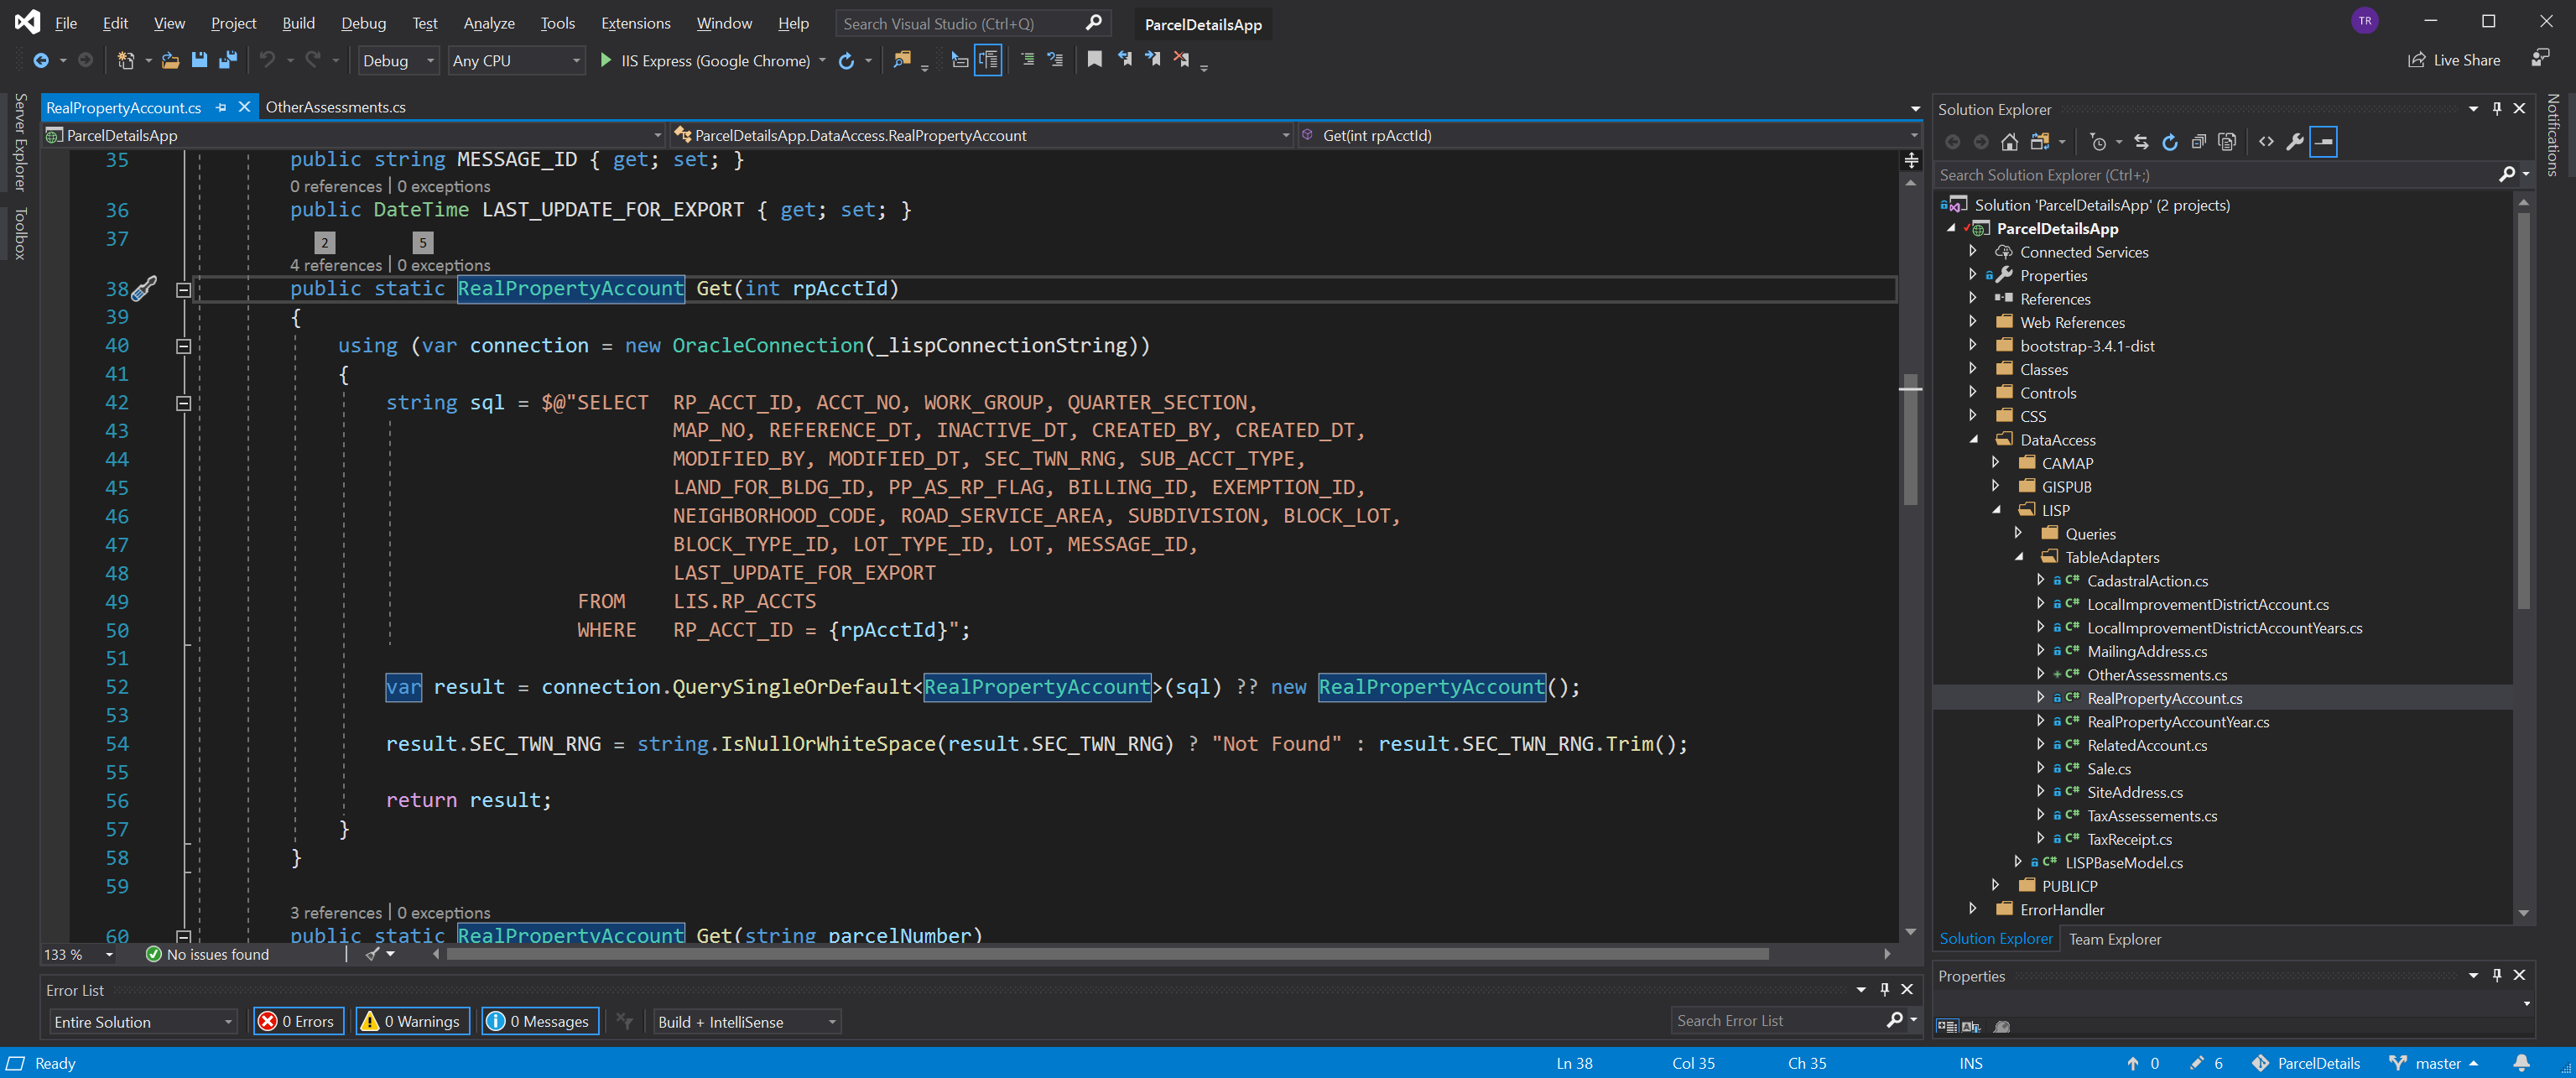 File Edit View Project Build Debug Test Analyze Tools Extensions Window Help Search Visual Studio (Ctrl+Q) ParcelDetailsApp TR
Debug Any CPU IIS Express (Google Chrome) Live Share
Server Explorer
Toolbox
RealPropertyAccount.cs OtherAssessments.cs
ParcelDetailsApp ParcelDetailsApp.DataAccess.RealPropertyAccount Get(int rpAcctId)
35 public string MESSAGE_ID { get; set; }
0 references | 0 exceptions
36 public DateTime LAST_UPDATE_FOR_EXPORT { get; set; }
37 2 5
4 references | 0 exceptions
38 public static RealPropertyAccount Get(int rpAcctId)
39 {
40 using (var connection = new OracleConnection(_lispConnectionString))
41 {
42 string sql = $@"SELECT RP_ACCT_ID, ACCT_NO, WORK_GROUP, QUARTER_SECTION,
43 MAP_NO, REFERENCE_DT, INACTIVE_DT, CREATED_BY, CREATED_DT,
44 MODIFIED_BY, MODIFIED_DT, SEC_TWN_RNG, SUB_ACCT_TYPE,
45 LAND_FOR_BLDG_ID, PP_AS_RP_FLAG, BILLING_ID, EXEMPTION_ID,
46 NEIGHBORHOOD_CODE, ROAD_SERVICE_AREA, SUBDIVISION, BLOCK_LOT,
47 BLOCK_TYPE_ID, LOT_TYPE_ID, LOT, MESSAGE_ID,
48 LAST_UPDATE_FOR_EXPORT
49 FROM LIS.RP_ACCTS
50 WHERE RP_ACCT_ID = {rpAcctId}";
51
52 var result = connection.QuerySingleOrDefault<RealPropertyAccount>(sql) ?? new RealPropertyAccount();
53
54 result.SEC_TWN_RNG = string.IsNullOrWhiteSpace(result.SEC_TWN_RNG) ? "Not Found" : result.SEC_TWN_RNG.Trim();
55
56 return result;
57 }
58 }
59
3 references | 0 exceptions
60 public static RealPropertyAccount Get(string parcelNumber)
133 % No issues found
Error List
Entire Solution 0 Errors 0 Warnings 0 Messages Build + IntelliSense Search Error List
Solution Explorer
Search Solution Explorer (Ctrl+;)
Solution 'ParcelDetailsApp' (2 projects)
ParcelDetailsApp
Connected Services
Properties
References
Web References
bootstrap-3.4.1-dist
Classes
Controls
CSS
DataAccess
CAMAP
GISPUB
LISP
Queries
TableAdapters
C# CadastralAction.cs
C# LocalImprovementDistrictAccount.cs
C# LocalImprovementDistrictAccountYears.cs
C# MailingAddress.cs
C# OtherAssessments.cs
C# RealPropertyAccount.cs
C# RealPropertyAccountYear.cs
C# RelatedAccount.cs
C# Sale.cs
C# SiteAddress.cs
C# TaxAssessements.cs
C# TaxReceipt.cs
C# LISPBaseModel.cs
PUBLICP
ErrorHandler
Solution Explorer Team Explorer
Properties
Notifications
Ready Ln 38 Col 35 Ch 35 INS 0 6 ParcelDetails master